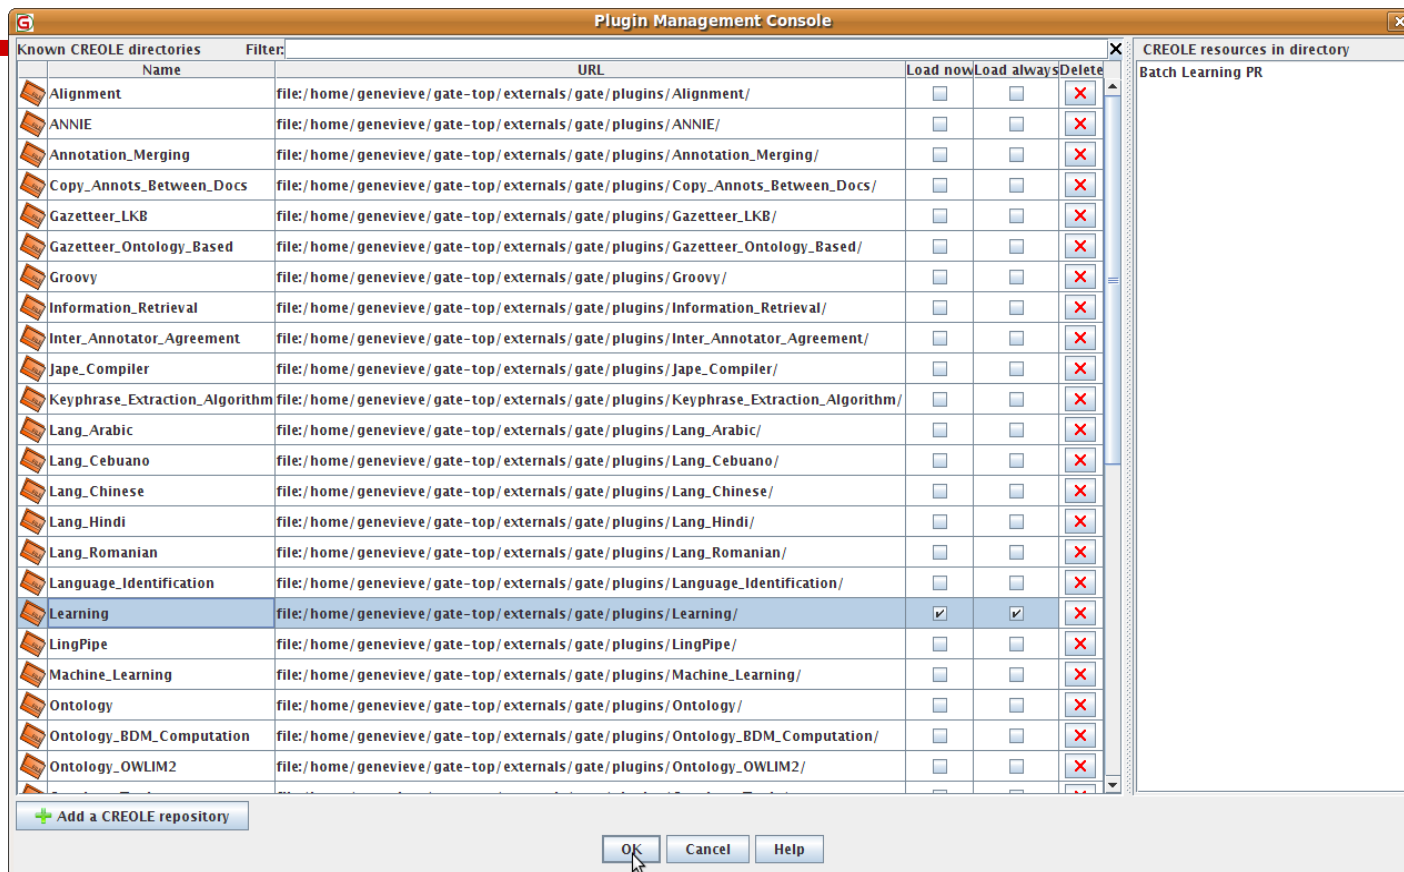 Plugin Management Console
Known CREOLE directories Filter: CREOLE resources in directory
Name URL Load now Load always Delete
Batch Learning PR
Alignment file:/home/genevieve/gate-top/externals/gate/plugins/Alignment/
ANNIE file:/home/genevieve/gate-top/externals/gate/plugins/ANNIE/
Annotation_Merging file:/home/genevieve/gate-top/externals/gate/plugins/Annotation_Merging/
Copy_Annots_Between_Docs file:/home/genevieve/gate-top/externals/gate/plugins/Copy_Annots_Between_Docs/
Gazetteer_LKB file:/home/genevieve/gate-top/externals/gate/plugins/Gazetteer_LKB/
Gazetteer_Ontology_Based file:/home/genevieve/gate-top/externals/gate/plugins/Gazetteer_Ontology_Based/
Groovy file:/home/genevieve/gate-top/externals/gate/plugins/Groovy/
Information_Retrieval file:/home/genevieve/gate-top/externals/gate/plugins/Information_Retrieval/
Inter_Annotator_Agreement file:/home/genevieve/gate-top/externals/gate/plugins/Inter_Annotator_Agreement/
Jape_Compiler file:/home/genevieve/gate-top/externals/gate/plugins/Jape_Compiler/
Keyphrase_Extraction_Algorithm file:/home/genevieve/gate-top/externals/gate/plugins/Keyphrase_Extraction_Algorithm/
Lang_Arabic file:/home/genevieve/gate-top/externals/gate/plugins/Lang_Arabic/
Lang_Cebuano file:/home/genevieve/gate-top/externals/gate/plugins/Lang_Cebuano/
Lang_Chinese file:/home/genevieve/gate-top/externals/gate/plugins/Lang_Chinese/
Lang_Hindi file:/home/genevieve/gate-top/externals/gate/plugins/Lang_Hindi/
Lang_Romanian file:/home/genevieve/gate-top/externals/gate/plugins/Lang_Romanian/
Language_Identification file:/home/genevieve/gate-top/externals/gate/plugins/Language_Identification/
Learning file:/home/genevieve/gate-top/externals/gate/plugins/Learning/
LingPipe file:/home/genevieve/gate-top/externals/gate/plugins/LingPipe/
Machine_Learning file:/home/genevieve/gate-top/externals/gate/plugins/Machine_Learning/
Ontology file:/home/genevieve/gate-top/externals/gate/plugins/Ontology/
Ontology_BDM_Computation file:/home/genevieve/gate-top/externals/gate/plugins/Ontology_BDM_Computation/
Ontology_OWLIM2 file:/home/genevieve/gate-top/externals/gate/plugins/Ontology_OWLIM2/
Add a CREOLE repository
OK Cancel Help